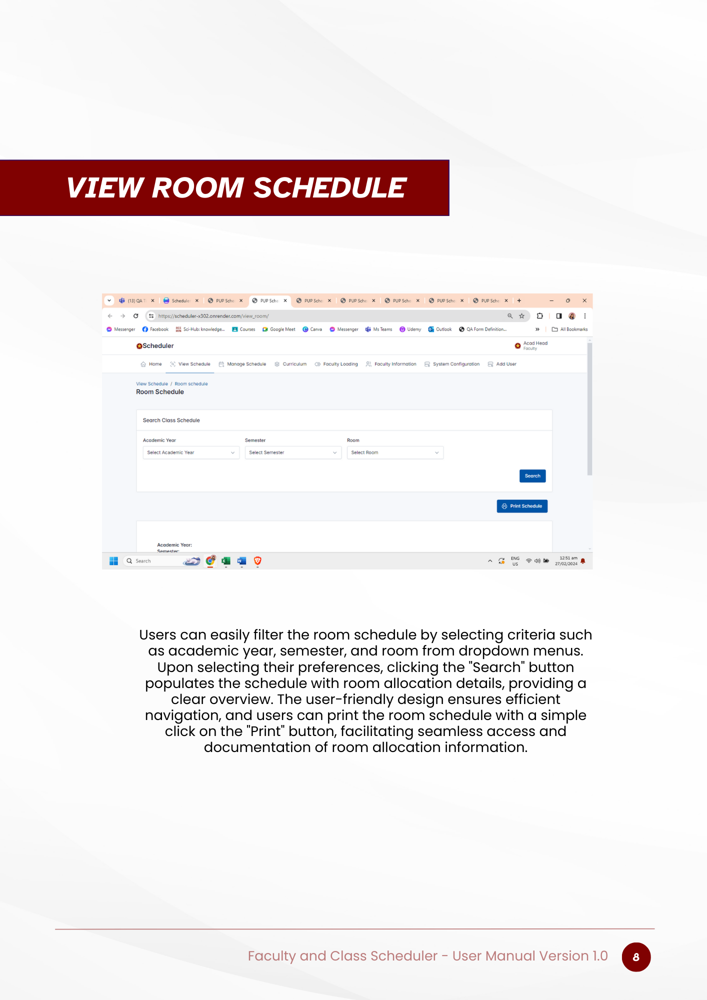 VIEW ROOM SCHEDULE
(13) QA T
Schedule
PUP Sche
PUP Sche
PUP Sche
PUP Sche
PUP Sche
PUP Sche
PUP Sche
https://scheduler-x302.onrender.com/view_room/
Messenger Facebook Sci-Hub: knowledge... Courses Google Meet Canva Messenger Ms Teams Udemy Outlook QA Form Definition... » All Bookmarks
Scheduler
Acad Head
Faculty
Home View Schedule Manage Schedule Curriculum Faculty Loading Faculty Information System Configuration Add User
View Schedule / Room schedule
Room Schedule
Search Class Schedule
Academic Year Semester Room
Select Academic Year Select Semester Select Room
Search
Print Schedule
Academic Year:
Semester:
Search
ENG
US
12:51 am
27/02/2024
Users can easily filter the room schedule by selecting criteria such
as academic year, semester, and room from dropdown menus.
Upon selecting their preferences, clicking the "Search" button
populates the schedule with room allocation details, providing a
clear overview. The user-friendly design ensures efficient
navigation, and users can print the room schedule with a simple
click on the "Print" button, facilitating seamless access and
documentation of room allocation information.
Faculty and Class Scheduler - User Manual Version 1.0
8